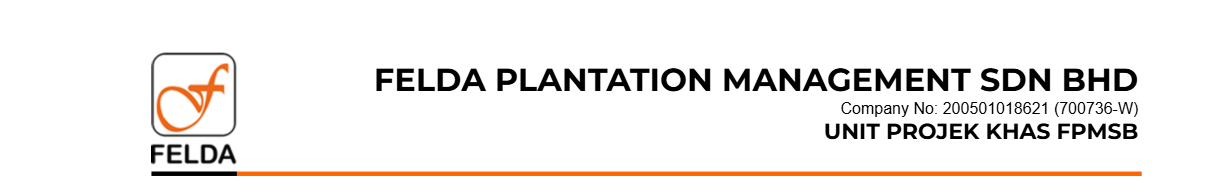 FELDA PLANTATION MANAGEMENT SDN BHD
Company No: 200501018621 (700736-W)
UNIT PROJEK KHAS FPMSB
FELDA